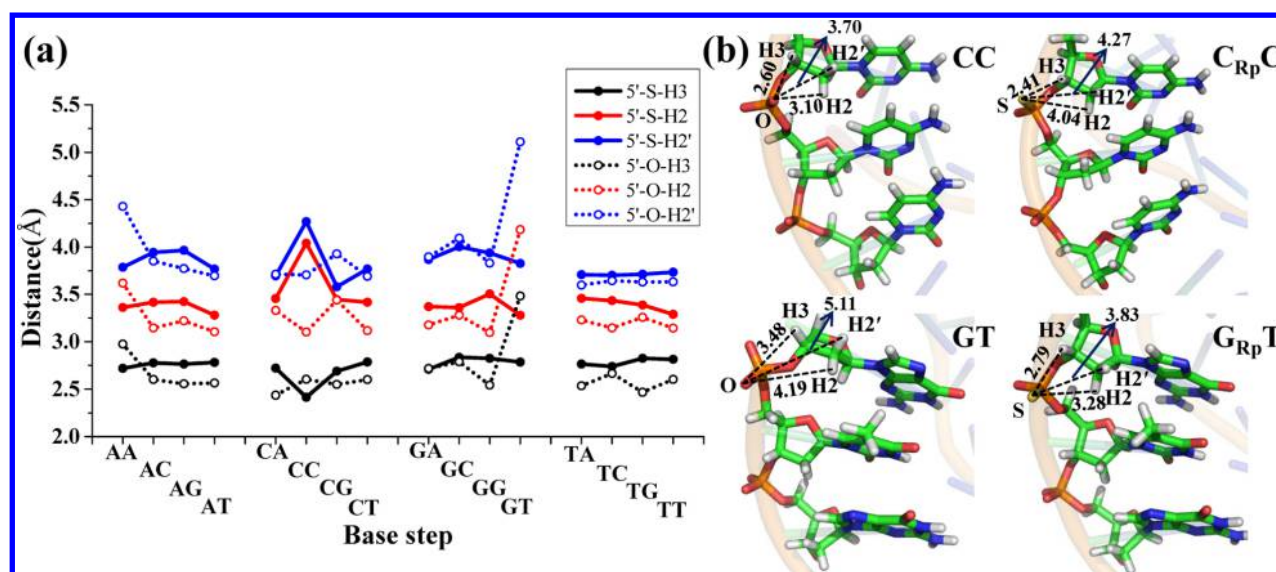 (a)
Distance(Å)
5.5
5.0
4.5
4.0
3.5
3.0
2.5
2.0
5'-S-H3
5'-S-H2
5'-S-H2'
5'-O-H3
5'-O-H2
5'-O-H2'
AA
AC
AG
AT
CA
CC
CG
CT
GA
GC
GG
GT
TA
TC
TG
TT
Base step
(b)
3.70
H3
H2'
CC
2.60
3.10
H2
O
4.27
CRpC
H3
2.41
S
H2'
4.04
H2
GT
5.11
H3
H2'
3.48
O
H2
4.19
3.83
GRpT
H3
2.79
H2'
S
H2
3.28